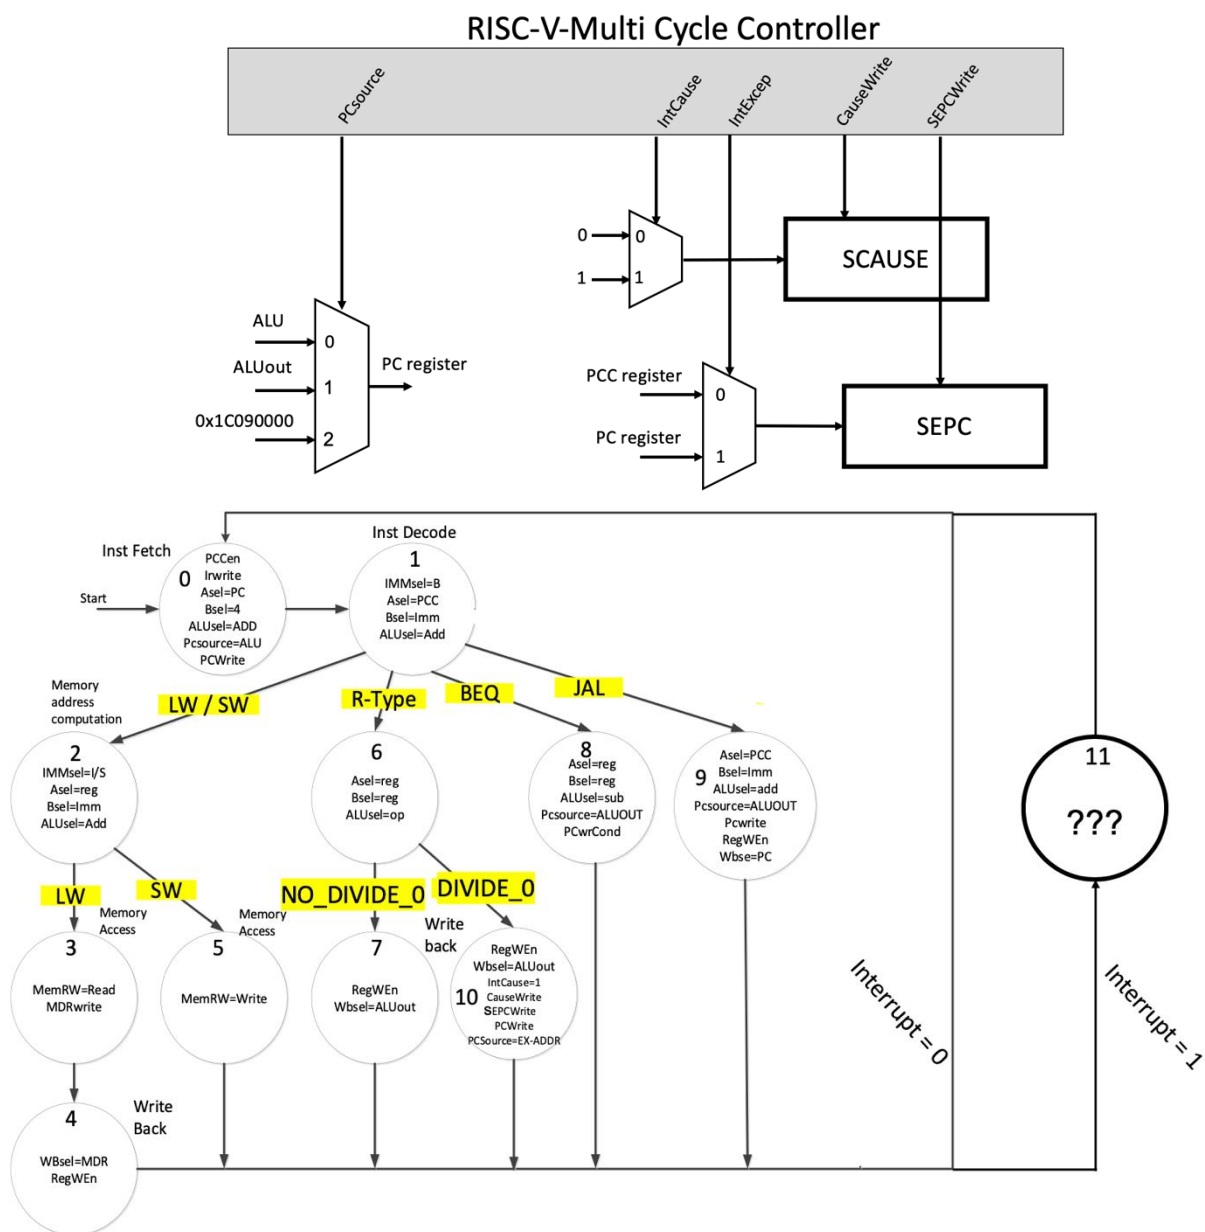 RISC-V-Multi Cycle Controller
PCsource
IntCause
IntExcep
CauseWrite
SEPCWrite
0
0
1
1
SCAUSE
ALU
0
ALUout
1
PC register
0x1C090000
2
PCC register
0
PC register
1
SEPC
Inst Fetch
Start
0
PCCen
Irwrite
Asel=PC
Bsel=4
ALUsel=ADD
Pcsource=ALU
PCWrite
Inst Decode
1
IMMsel=B
Asel=PCC
Bsel=Imm
ALUsel=Add
LW / SW
R-Type
BEQ
JAL
Memory
address
computation
2
IMMsel=I/S
Asel=reg
Bsel=Imm
ALUsel=Add
6
Asel=reg
Bsel=reg
ALUsel=op
8
Asel=reg
Bsel=reg
ALUsel=sub
Pcsource=ALUOUT
PCwrCond
9
Asel=PCC
Bsel=Imm
ALUsel=add
Pcsource=ALUOUT
Pcwrite
RegWEn
Wbse=PC
11
???
LW
SW
NO_DIVIDE_0
DIVIDE_0
Memory
Access
3
MemRW=Read
MDRwrite
Memory
Access
5
MemRW=Write
Write
back
7
RegWEn
Wbsel=ALUout
10
RegWEn
Wbsel=ALUout
IntCause=1
CauseWrite
SEPCWrite
PCWrite
PCSource=EX-ADDR
Interrupt = 0
Interrupt = 1
Write
Back
4
WBsel=MDR
RegWEn